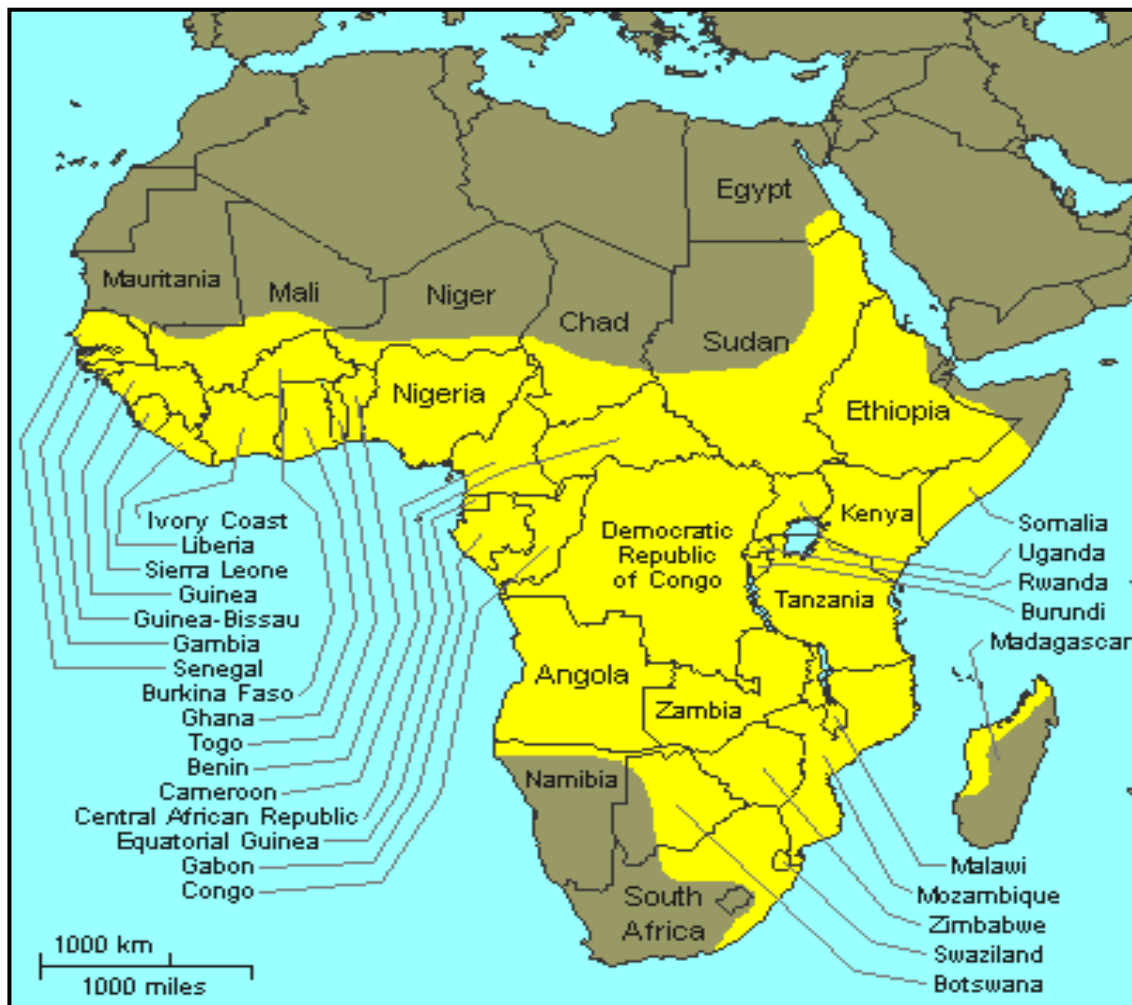 Egypt
Mauritania
Mali
Niger
Chad
Sudan
Nigeria
Ethiopia
Ivory Coast
Liberia
Sierra Leone
Guinea
Guinea-Bissau
Gambia
Senegal
Burkina Faso
Ghana
Togo
Benin
Cameroon
Central African Republic
Equatorial Guinea
Gabon
Congo
Democratic
Republic
of Congo
Kenya
Tanzania
Somalia
Uganda
Rwanda
Burundi
Madagascar
Angola
Zambia
Namibia
South
Africa
Malawi
Mozambique
Zimbabwe
Swaziland
Botswana
1000 km
1000 miles